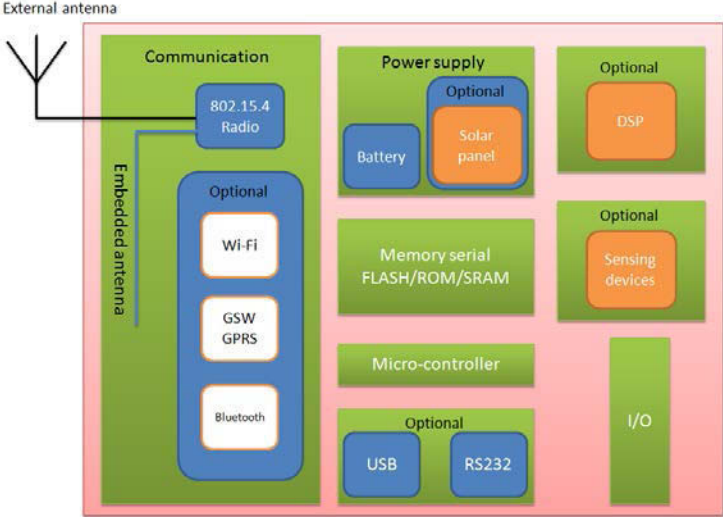 External antenna
Communication
802.15.4
Radio
Embedded antenna
Optional
Wi-Fi
GSW
GPRS
Bluetooth
Power supply
Optional
Battery
Solar
panel
Memory serial
FLASH/ROM/SRAM
Micro-controller
Optional
USB
RS232
Optional
DSP
Optional
Sensing
devices
I/O